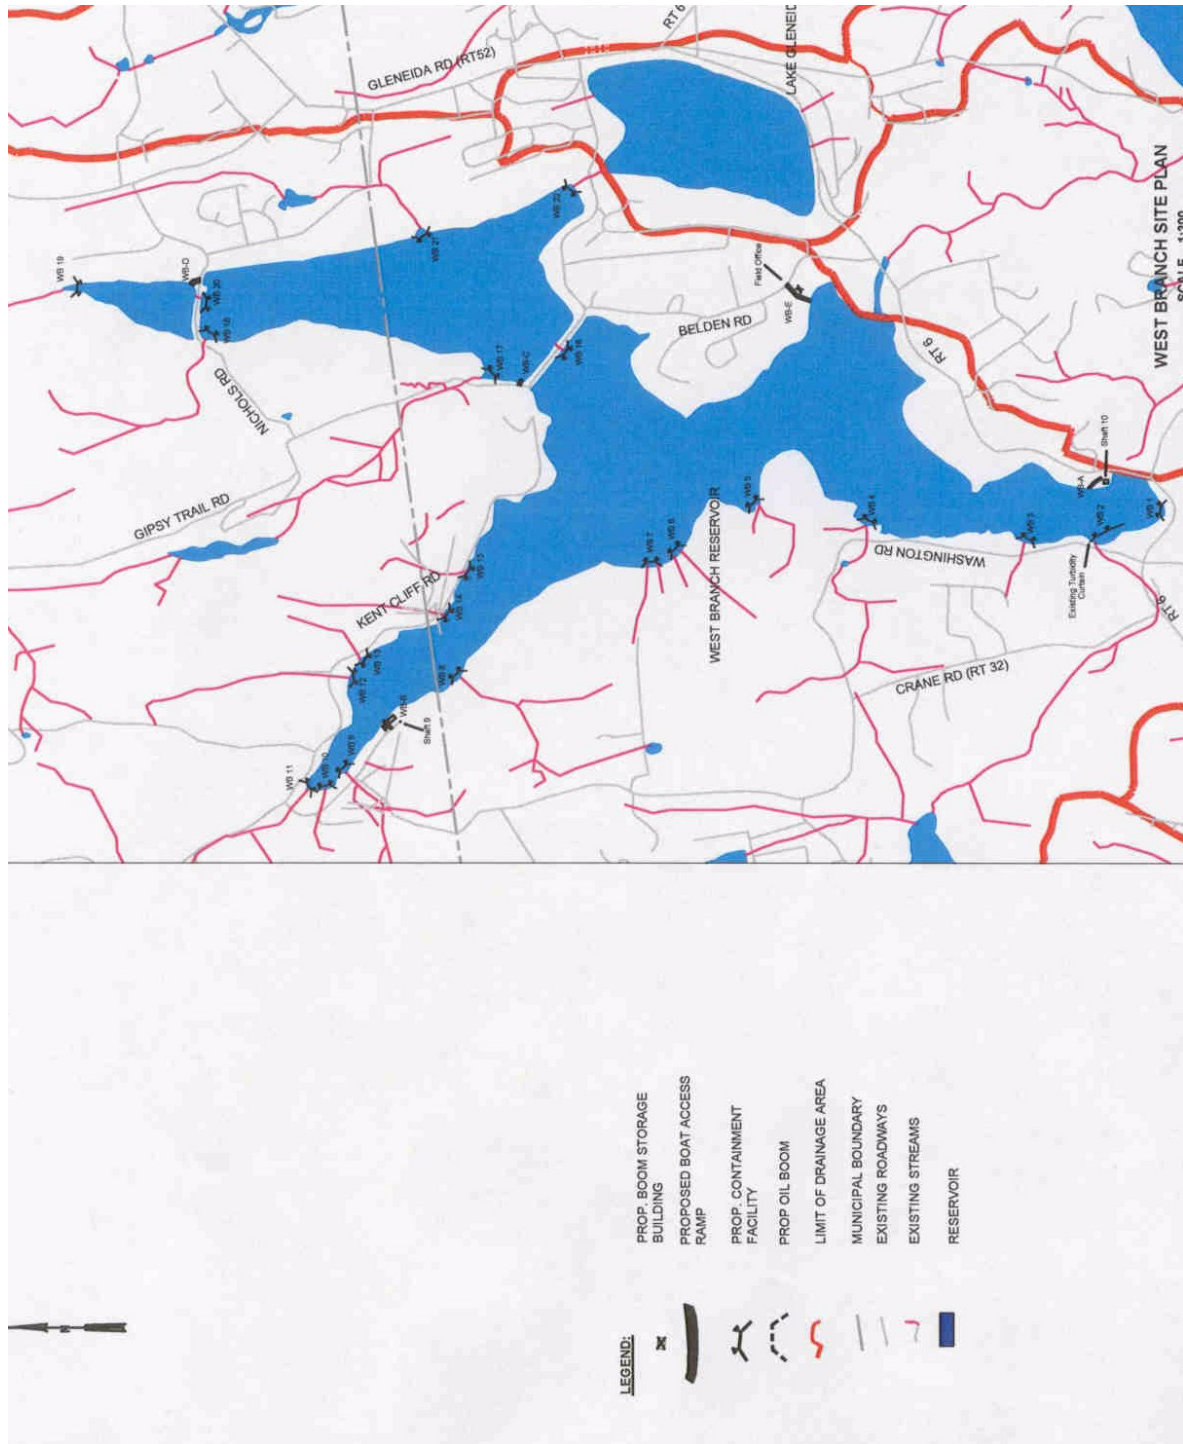 GLENEIDA RD (RT52)
RT 6
LAKE GLENEID
WB 19
WB-D
WB 20
WB 18
WB 21
WB 22
NICHOLS RD
WB 17
WB-C
WB 16
Field Office
WB-E
BELDEN RD
RT 6
WEST BRANCH SITE PLAN
SCALE 1:200
GIPSY TRAIL RD
KENT CLIFF RD
WB 15
WB 14
WB 13
WB 12
WB 8
WB-B
Shaft 9
WB 9
WB 10
WB 11
WB 7
WB 6
WB 5
WB 4
WEST BRANCH RESERVOIR
WASHINGTON RD
WB 3
WB-A
Shaft 10
WB 2
WB 1
Existing Turbidity
Curtain
RT 6
CRANE RD (RT 32)
N
LEGEND:
PROP. BOOM STORAGE
BUILDING
PROPOSED BOAT ACCESS
RAMP
PROP. CONTAINMENT
FACILITY
PROP OIL BOOM
LIMIT OF DRAINAGE AREA
MUNICIPAL BOUNDARY
EXISTING ROADWAYS
EXISTING STREAMS
RESERVOIR